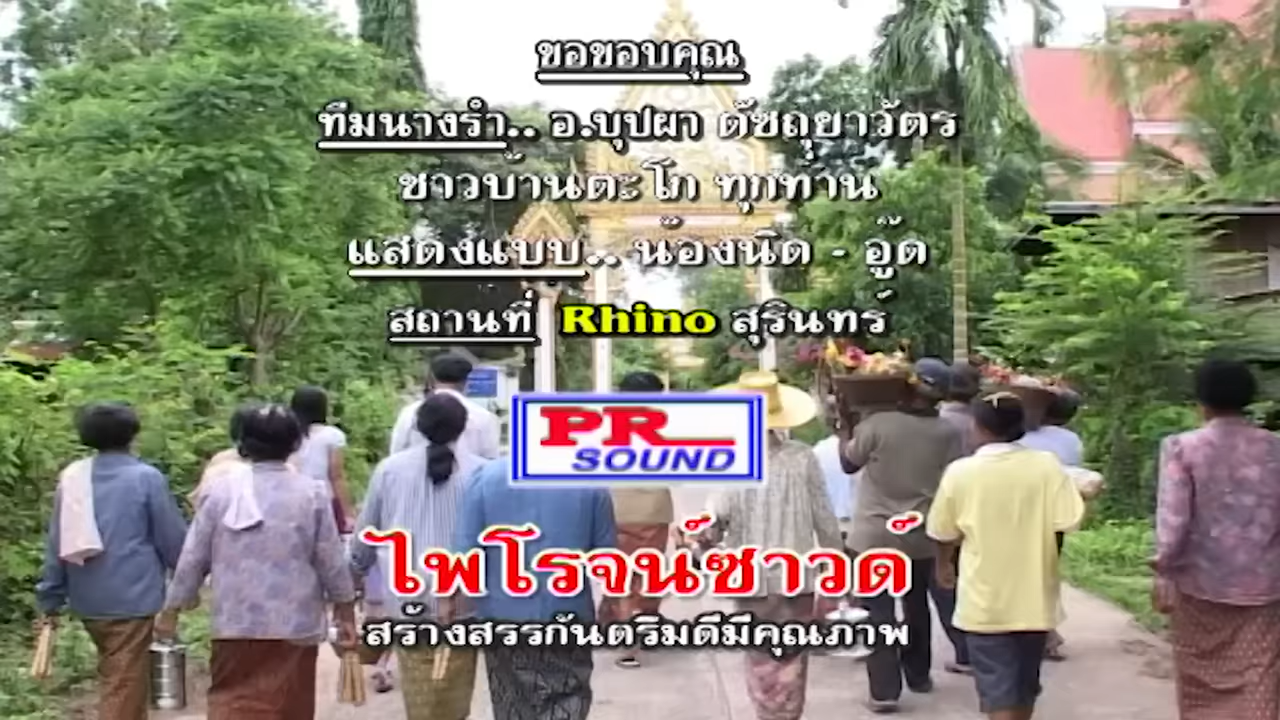 ขอขอบคุณ
ทีมนางรำ.. อ.บุปผา ดัชถุยาวัตร
ชาวบ้านตะโก ทุกท่าน
แสดงแบบ.. น้องนิด - อู๊ด
สถานที่ Rhino สุรินทร์
PR
SOUND
ไพโรจน์ซาวด์
สร้างสรรกันตริมดีมีคุณภาพ